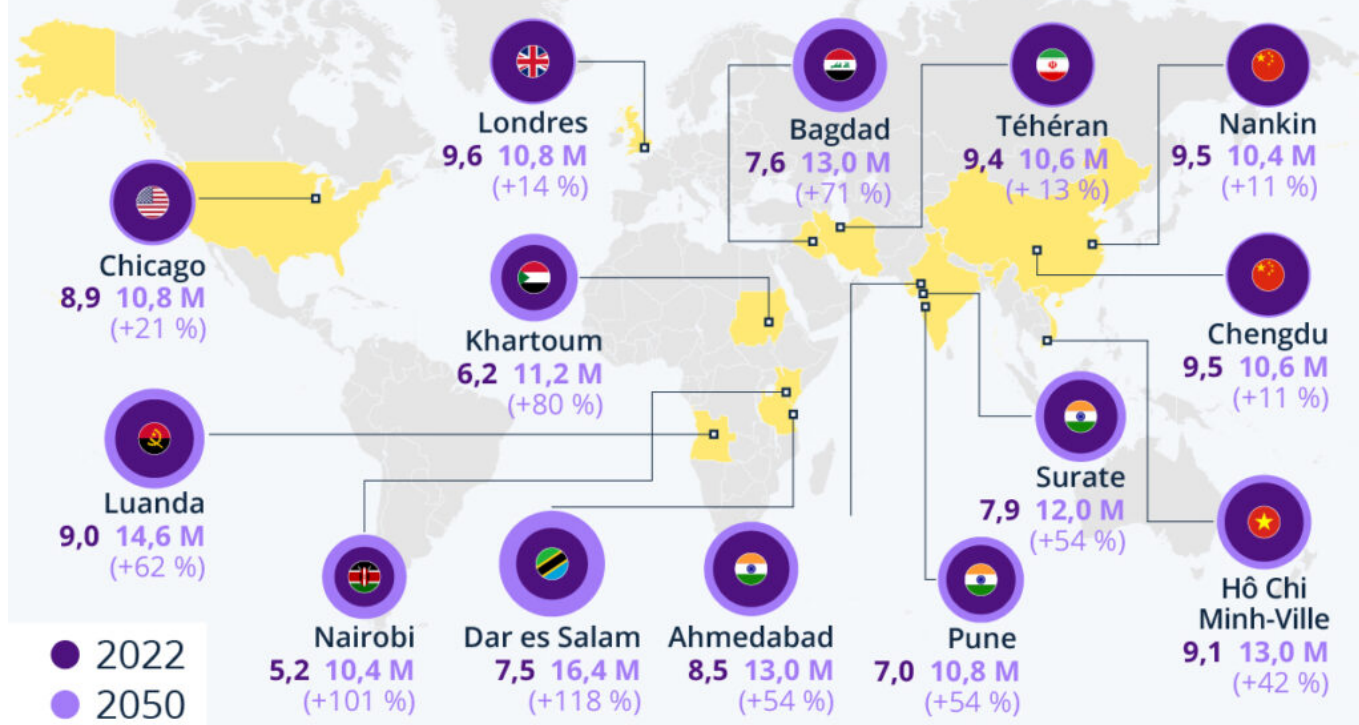 Londres
9,6 10,8 M
(+14 %)
Bagdad
7,6 13,0 M
(+71 %)
Téhéran
9,4 10,6 M
(+ 13 %)
Nankin
9,5 10,4 M
(+11 %)
Chicago
8,9 10,8 M
(+21 %)
Khartoum
6,2 11,2 M
(+80 %)
Chengdu
9,5 10,6 M
(+11 %)
Luanda
9,0 14,6 M
(+62 %)
Surate
7,9 12,0 M
(+54 %)
Nairobi
5,2 10,4 M
(+101 %)
Dar es Salam
7,5 16,4 M
(+118 %)
Ahmedabad
8,5 13,0 M
(+54 %)
Pune
7,0 10,8 M
(+54 %)
Hô Chi
Minh-Ville
9,1 13,0 M
(+42 %)
2022
2050